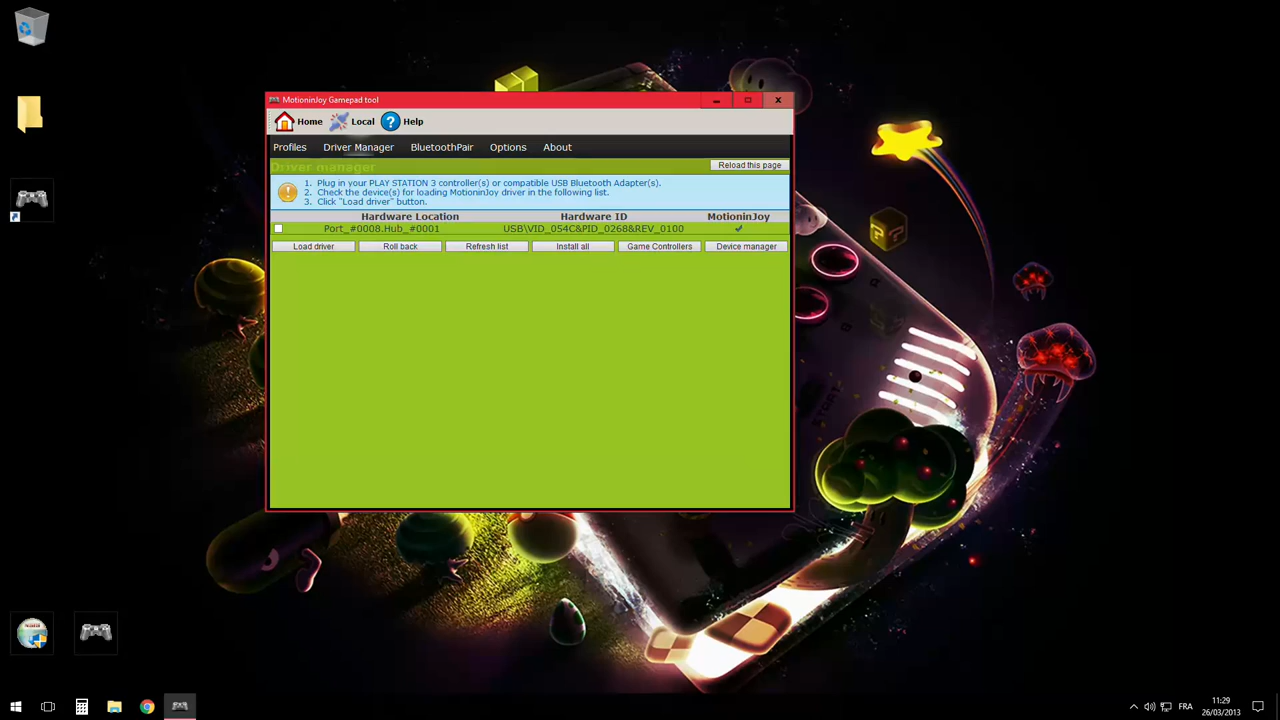 MotioninJoy Gamepad tool
Home Local Help
Profiles Driver Manager BluetoothPair Options About
Driver manager Reload this page
1. Plug in your PLAY STATION 3 controller(s) or compatible USB Bluetooth Adapter(s).
2. Check the device(s) for loading MotioninJoy driver in the following list.
3. Click "Load driver" button.
Hardware Location Hardware ID MotioninJoy
Port_#0008.Hub_#0001 USB\VID_054C&PID_0268&REV_0100
Load driver Roll back Refresh list Install all Game Controllers Device manager
A
B
START
FRA
11:29
26/03/2013